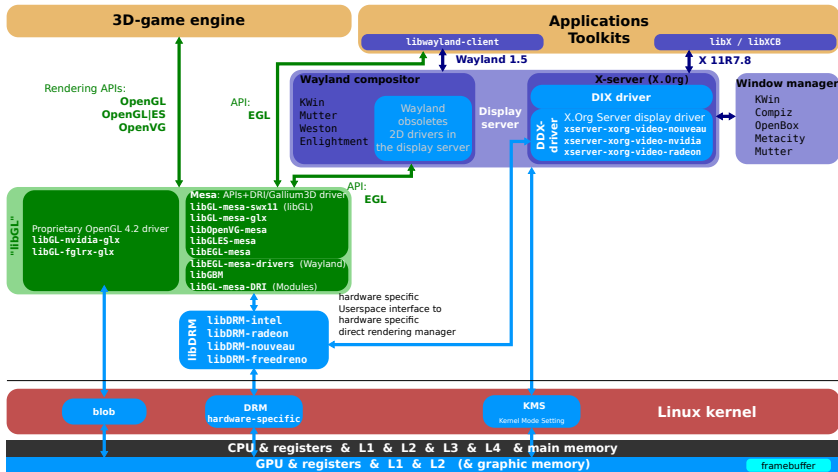 3D-game engine
Applications
Toolkits
libwayland-client
libX / libXCB
Wayland 1.5
X 11R7.8
Rendering APIs:
OpenGL
OpenGL|ES
OpenVG
API:
EGL
Wayland compositor
KWin
Mutter
Weston
Enlightment
Wayland
obsoletes
2D drivers in
the display server
Display
server
X-server (X.Org)
DIX driver
DDX-
driver
X.Org Server display driver
xserver-xorg-video-nouveau
xserver-xorg-video-nvidia
xserver-xorg-video-radeon
Window manager
KWin
Compiz
OpenBox
Metacity
Mutter
API:
EGL
"libGL"
Proprietary OpenGL 4.2 driver
libGL-nvidia-glx
libGL-fglrx-glx
Mesa: APIs+DRI/Gallium3D driver
libGL-mesa-swx11 (libGL)
libGL-mesa-glx
libOpenVG-mesa
libGLES-mesa
libEGL-mesa
libEGL-mesa-drivers (Wayland)
libGBM
libGL-mesa-DRI (Modules)
libDRM
libDRM-intel
libDRM-radeon
libDRM-nouveau
libDRM-freedreno
hardware specific
Userspace interface to
hardware specific
direct rendering manager
blob
DRM
hardware-specific
KMS
Kernel Mode Setting
Linux kernel
CPU & registers & L1 & L2 & L3 & L4 & main memory
GPU & registers & L1 & L2 (& graphic memory)
framebuffer